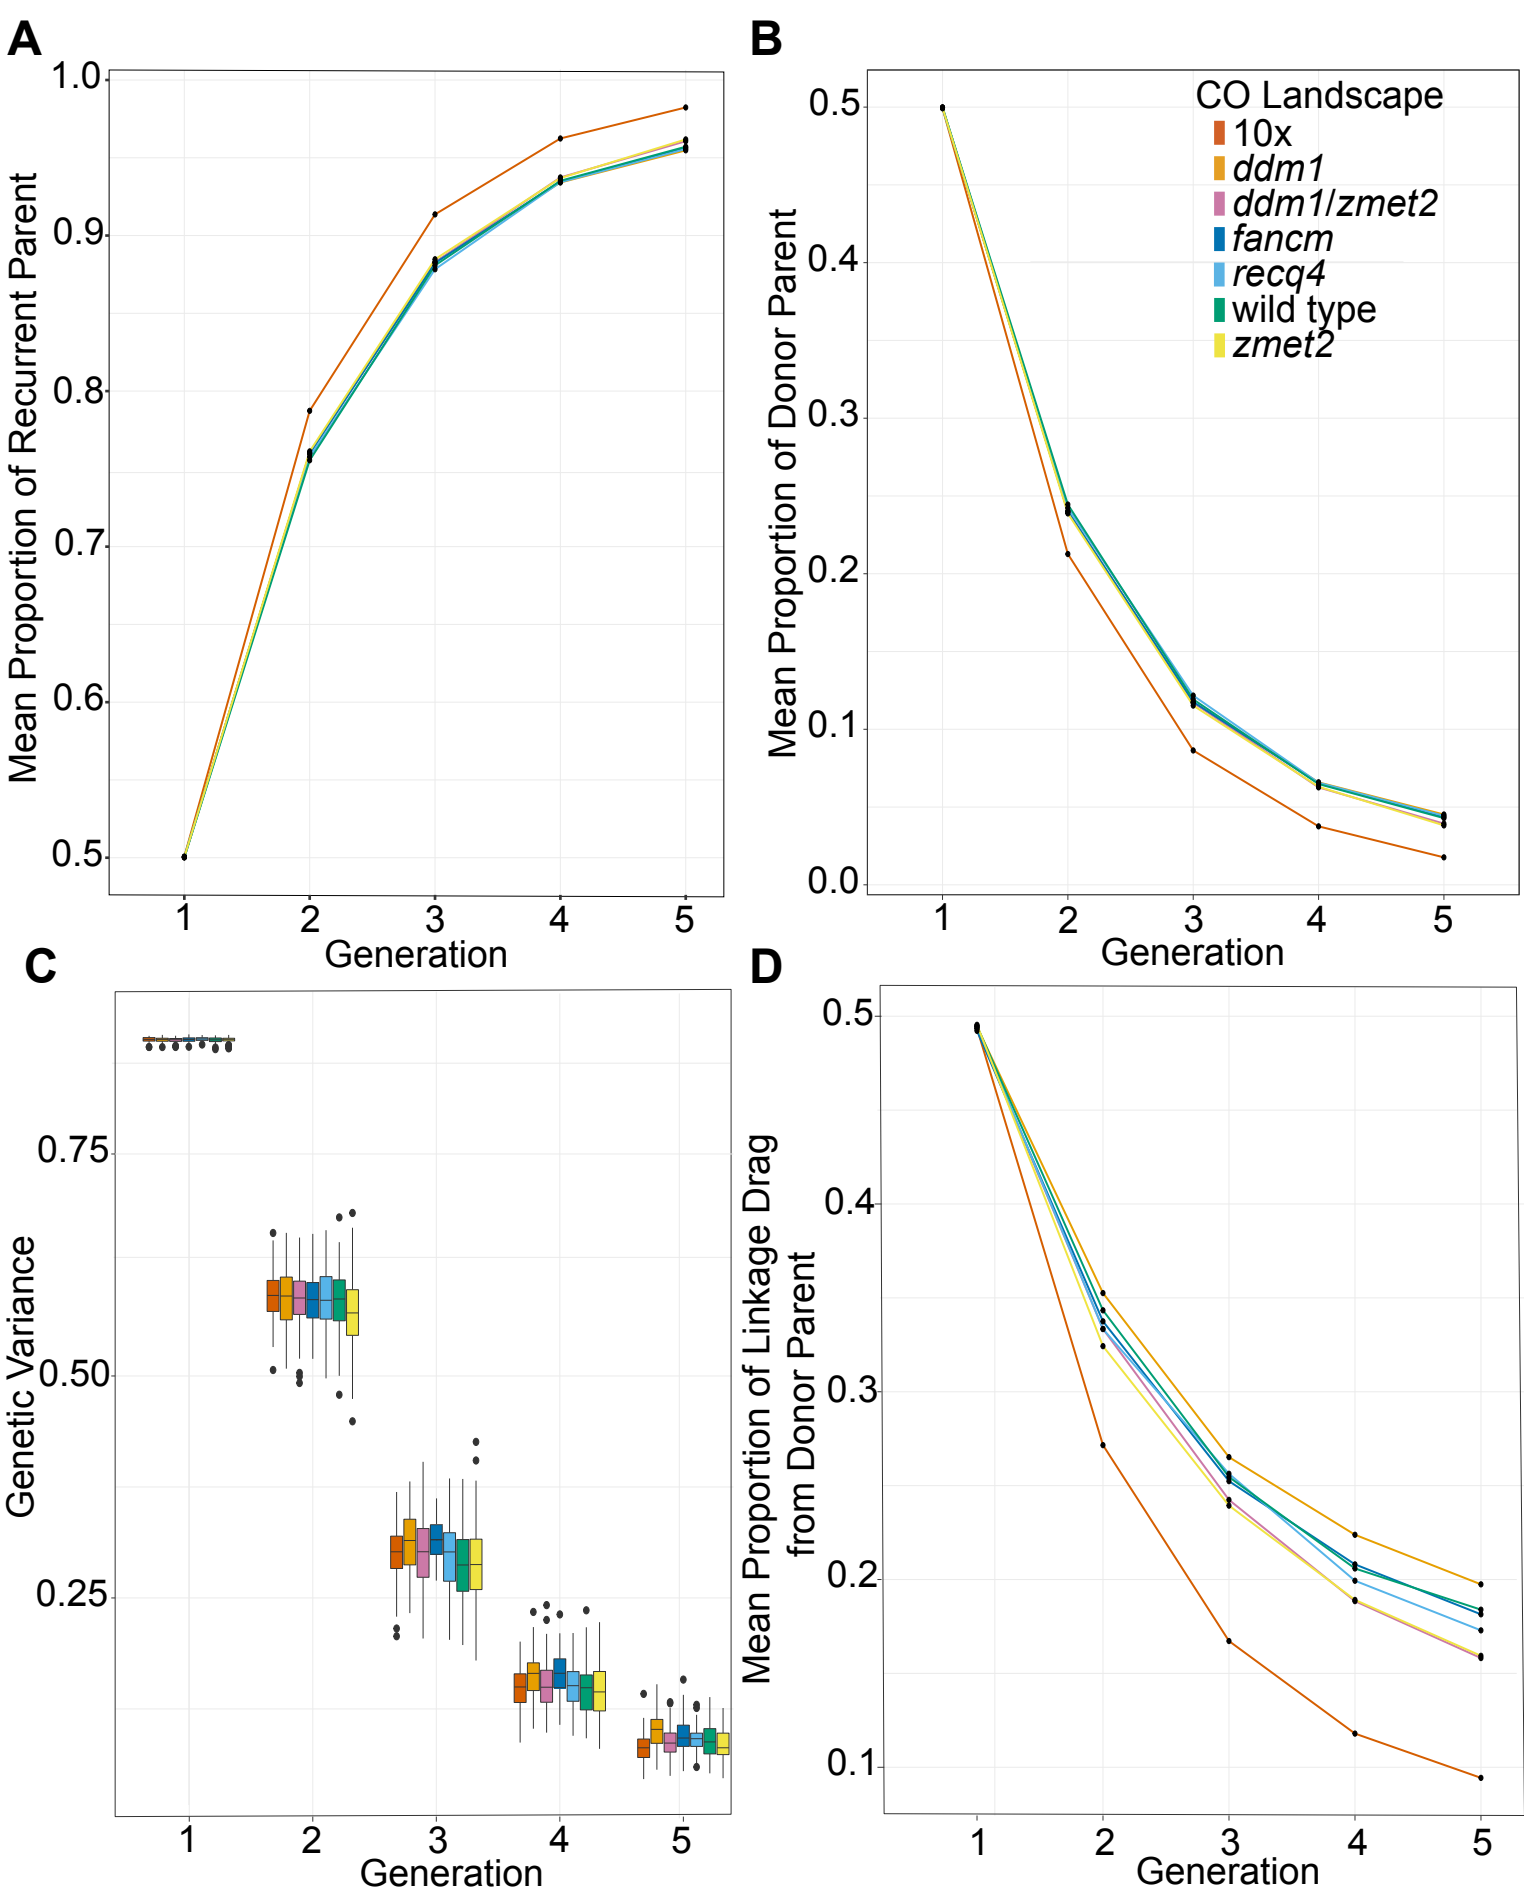 A
Mean Proportion of Recurrent Parent
1.0
0.9
0.8
0.7
0.6
0.5
1 2 3 4 5
Generation
B
Mean Proportion of Donor Parent
0.5
0.4
0.3
0.2
0.1
0.0
CO Landscape
10x
ddm1
ddm1/zmet2
fancm
recq4
wild type
zmet2
1 2 3 4 5
Generation
C
Genetic Variance
0.75
0.50
0.25
1 2 3 4 5
Generation
D
Mean Proportion of Linkage Drag
from Donor Parent
0.5
0.4
0.3
0.2
0.1
1 2 3 4 5
Generation